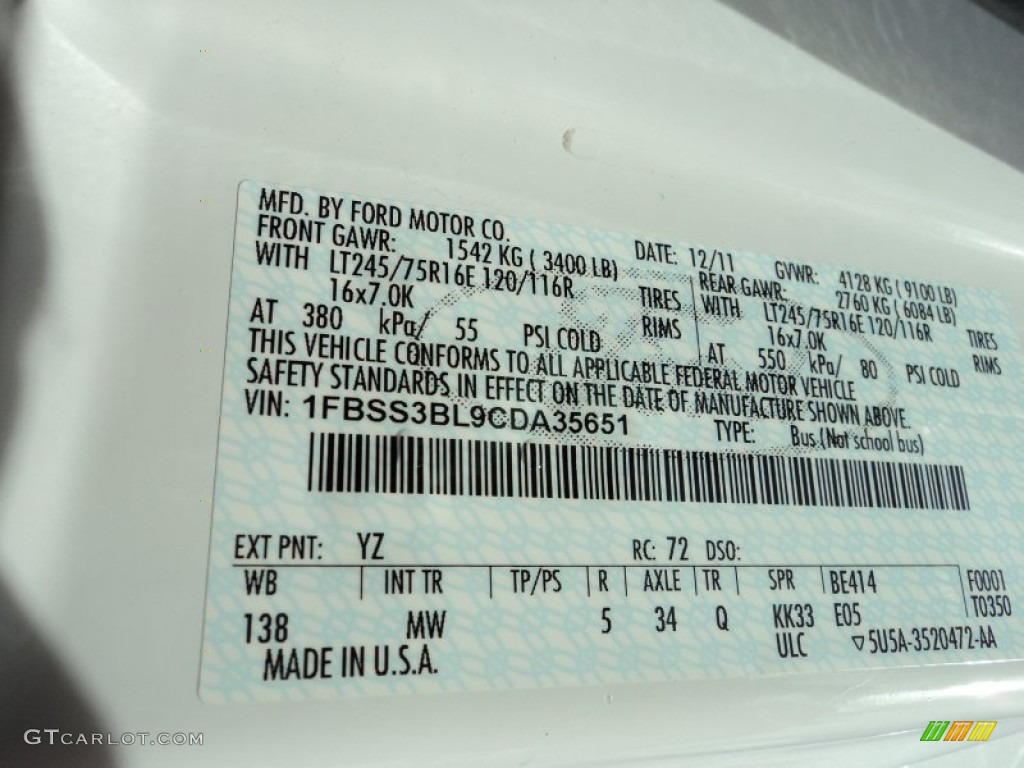 MFD. BY FORD MOTOR CO.
DATE: 12/11 GVWR: 4128 KG ( 9100 LB)
FRONT GAWR: 1542 KG ( 3400 LB) REAR GAWR: 2760 KG ( 6084 LB)
WITH LT245/75R16E 120/116R TIRES WITH LT245/75R16E 120/116R TIRES
16x7.0K RIMS 16x7.0K RIMS
AT 380 kPa/ 55 PSI COLD AT 550 kPa/ 80 PSI COLD
THIS VEHICLE CONFORMS TO ALL APPLICABLE FEDERAL MOTOR VEHICLE
SAFETY STANDARDS IN EFFECT ON THE DATE OF MANUFACTURE SHOWN ABOVE.
VIN: 1FBSS3BL9CDA35651 TYPE: Bus (Not school bus)
EXT PNT: YZ RC: 72 DSO:
WB INT TR TP/PS R AXLE TR SPR BE414 F0001
138 MW 5 34 Q KK33 E05 T0350
ULC ▽5U5A-3520472-AA
MADE IN U.S.A.
GTCARLOT.COM